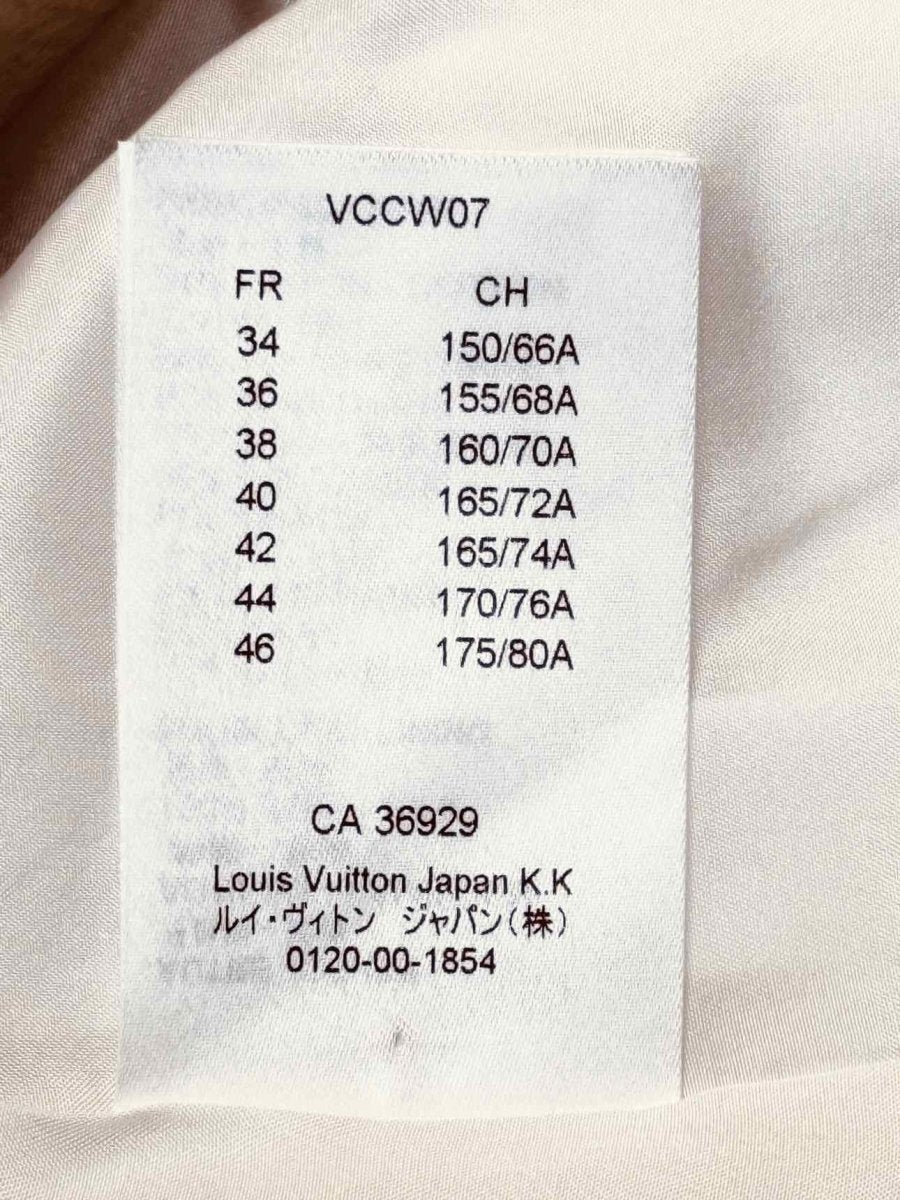 VCCW07
FR CH
34 150/66A
36 155/68A
38 160/70A
40 165/72A
42 165/74A
44 170/76A
46 175/80A
CA 36929
Louis Vuitton Japan K.K
ルイ・ヴィトン ジャパン(株)
0120-00-1854